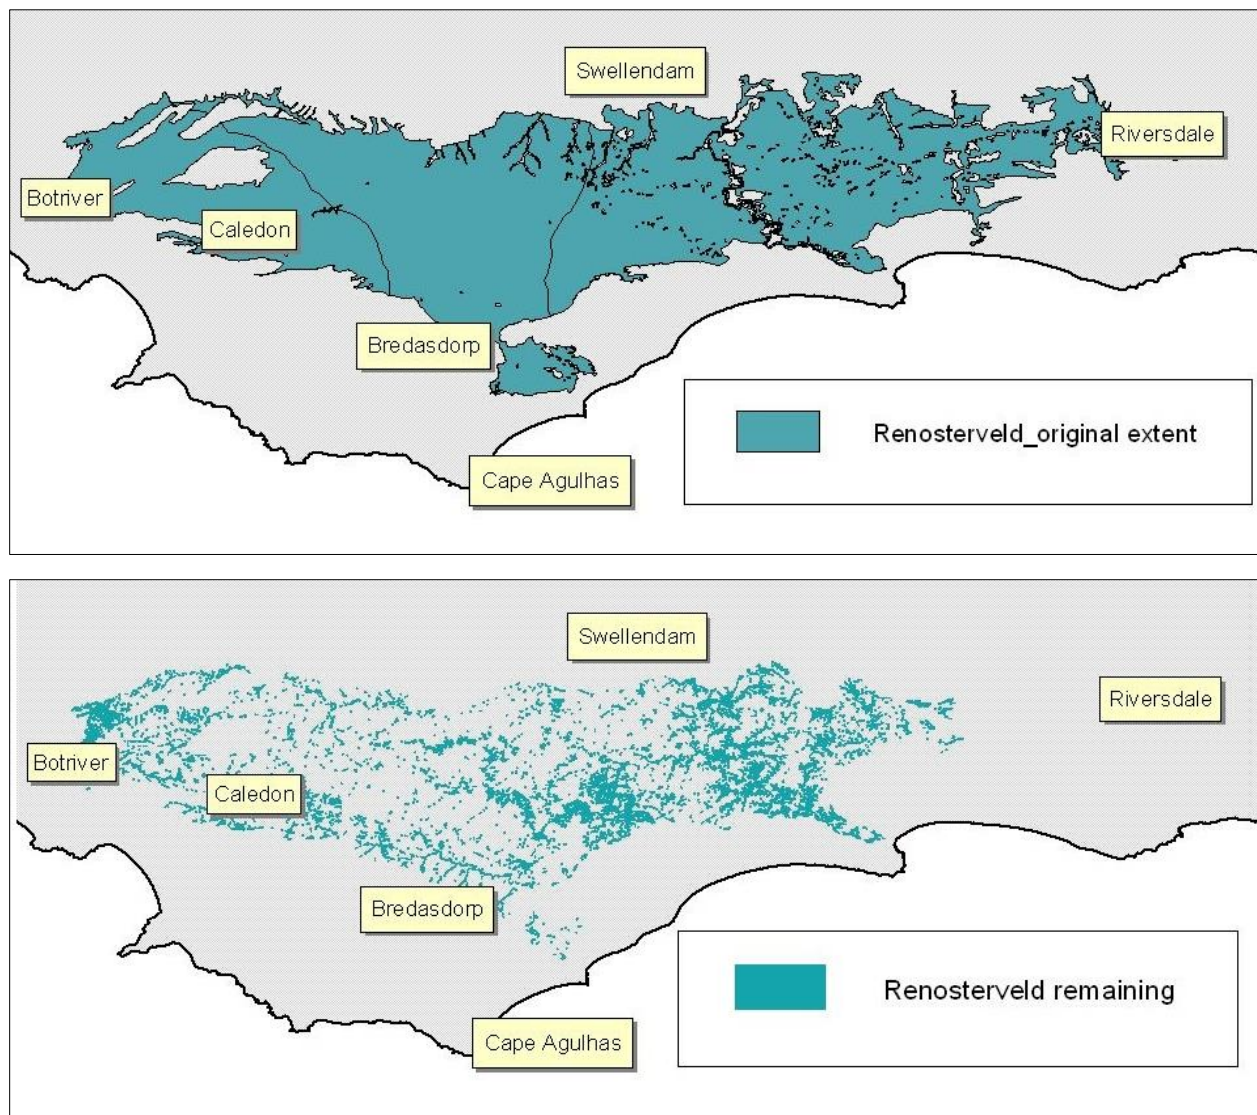 Swellendam
Riversdale
Botriver
Caledon
Bredasdorp
Renosterveld_original extent
Cape Agulhas
Swellendam
Riversdale
Botriver
Caledon
Bredasdorp
Renosterveld remaining
Cape Agulhas